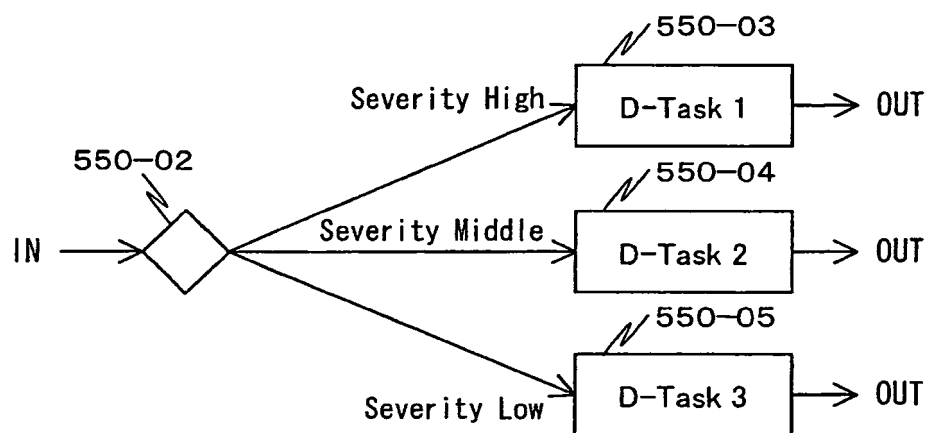 550-03
Severity High
D-Task 1
OUT
550-02
550-04
IN
Severity Middle
D-Task 2
OUT
550-05
Severity Low
D-Task 3
OUT